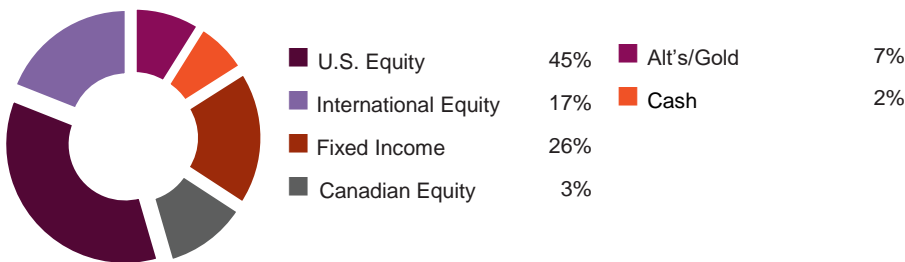 U.S. Equity 45%
International Equity 17%
Fixed Income 26%
Canadian Equity 3%
Alt's/Gold 7%
Cash 2%